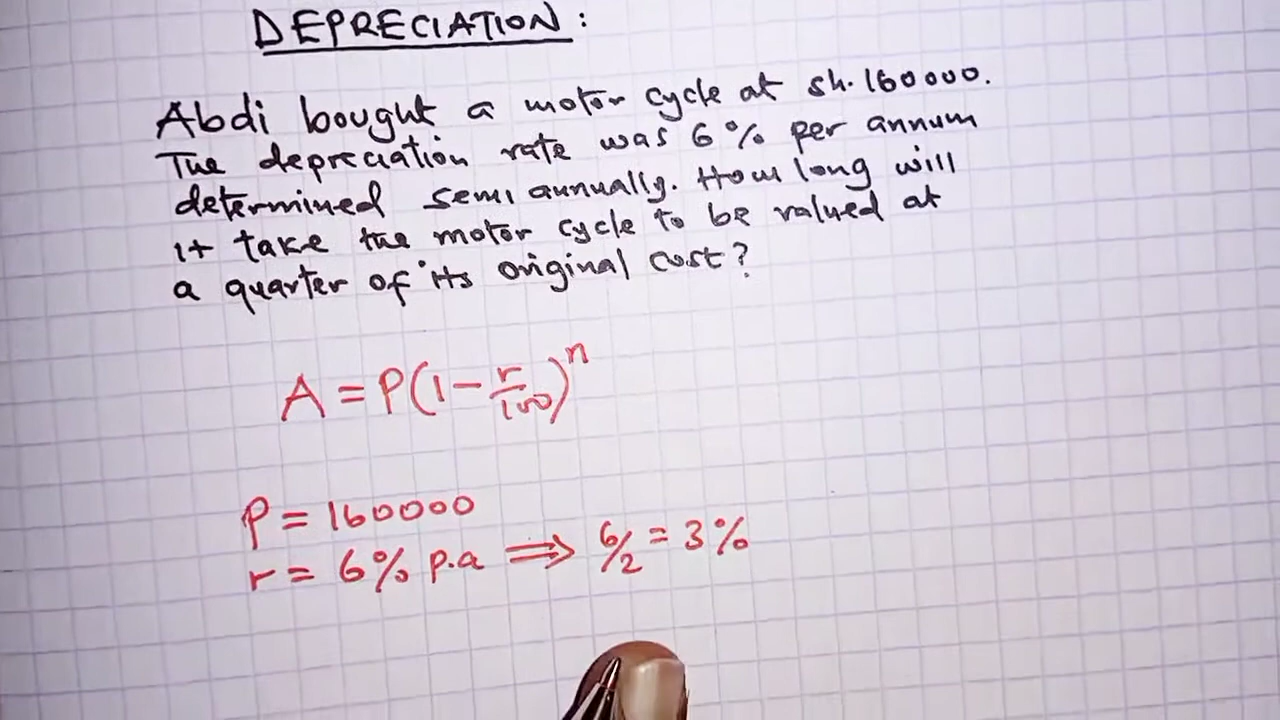 DEPRECIATION:
Abdi bought a motor cycle at sh. 160000.
The depreciation rate was 6% per annum
determined semi annually. How long will
it take the motor cycle to be valued at
a quarter of its original cost?
A = P(1 - r/100)^n
P = 160000
r = 6% p.a ⟹ 6/2 = 3%